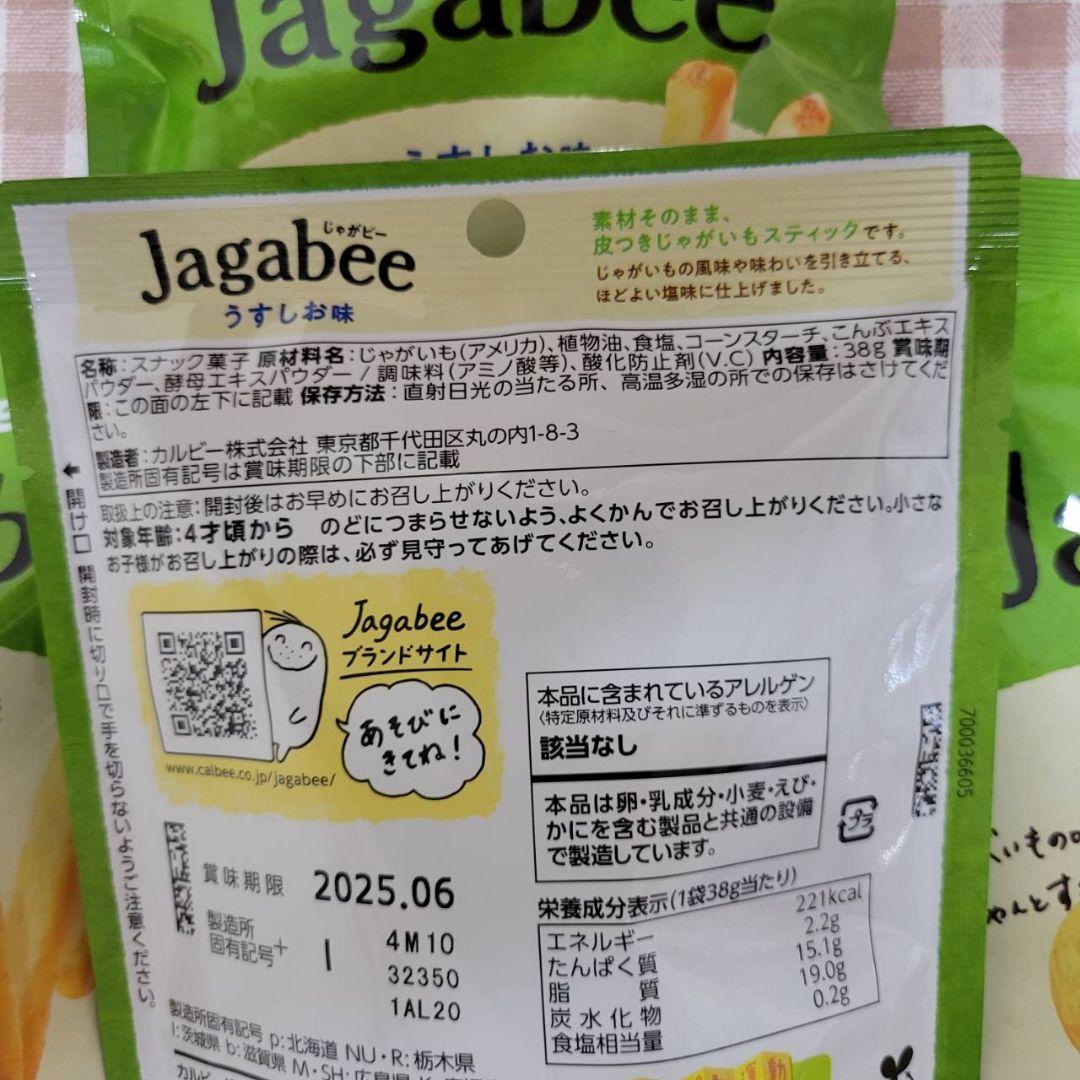 Jagabee
うすしお味
じゃがビー
Jagabee
うすしお味
素材そのまま、
皮つきじゃがいもスティックです。
じゃがいもの風味や味わいを引き立てる、
ほどよい塩味に仕上げました。
名称：スナック菓子 原材料名：じゃがいも(アメリカ)、植物油、食塩、コーンスターチ、こんぶエキス
パウダー、酵母エキスパウダー / 調味料(アミノ酸等)、酸化防止剤(V.C) 内容量：38g 賞味期
限：この面の左下に記載 保存方法：直射日光の当たる所、高温多湿の所での保存はさけてくだ
さい。
製造者：カルビー株式会社 東京都千代田区丸の内1-8-3
製造所固有記号は賞味期限の下部に記載
取扱上の注意：開封後はお早めにお召し上がりください。
対象年齢：4才頃から のどにつまらせないよう、よくかんでお召し上がりください。小さな
お子様がお召し上がりの際は、必ず見守ってあげてください。
開け口
開封時に切り口で手を切らないようご注意ください。
Jagabee
ブランドサイト
あそびに
きてね!
www.calbee.co.jp/jagabee/
本品に含まれているアレルゲン
〈特定原材料及びそれに準ずるものを表示〉
該当なし
本品は卵・乳成分・小麦・えび・
かにを含む製品と共通の設備
で製造しています。
プラ
700036605
賞味期限 2025.06
製造所
固有記号+ I 4M10
32350
1AL20
栄養成分表示(1袋38g当たり)
エネルギー 221kcal
たんぱく質 2.2g
脂質 15.1g
炭水化物 19.0g
食塩相当量 0.2g
製造所固有記号 p：北海道 NU・R：栃木県
I：茨城県 b：滋賀県 M・SH：広島県
カルビー
運動